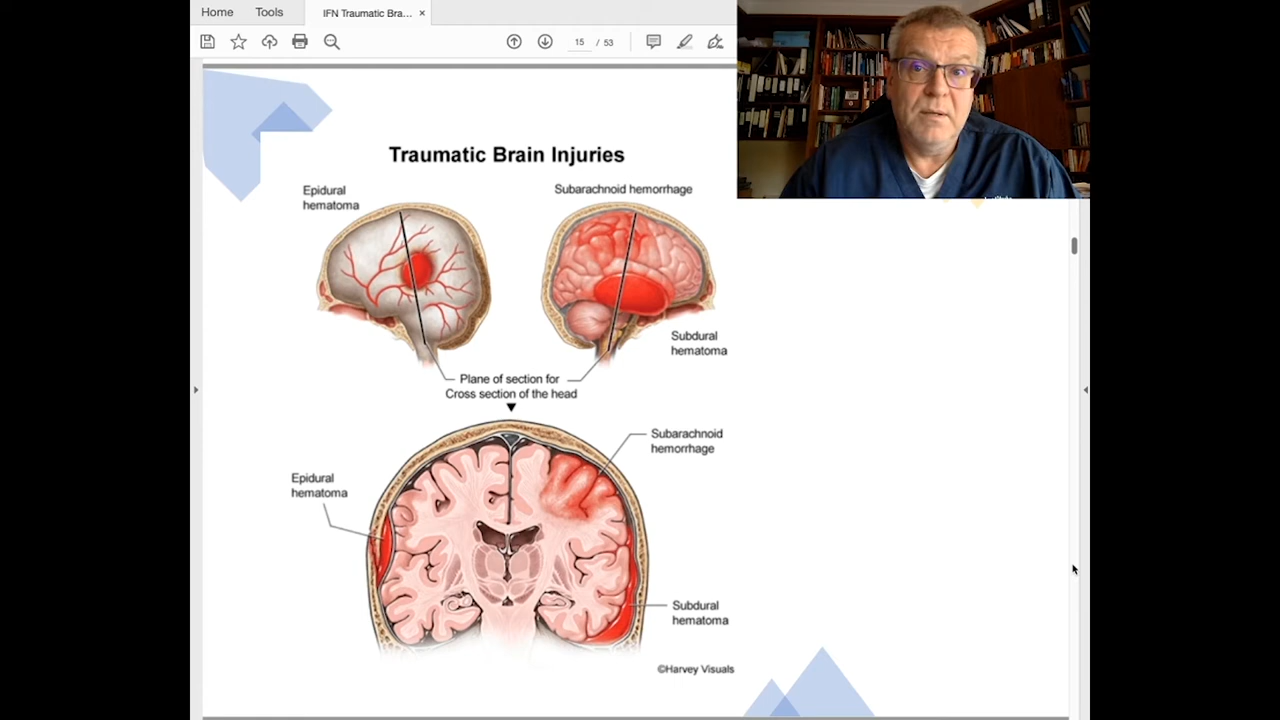 Home Tools IFN Traumatic Bra... ×
15 / 53
Traumatic Brain Injuries
Epidural
hematoma
Subarachnoid hemorrhage
Subdural
hematoma
Plane of section for
Cross section of the head
Subarachnoid
hemorrhage
Epidural
hematoma
Subdural
hematoma
©Harvey Visuals